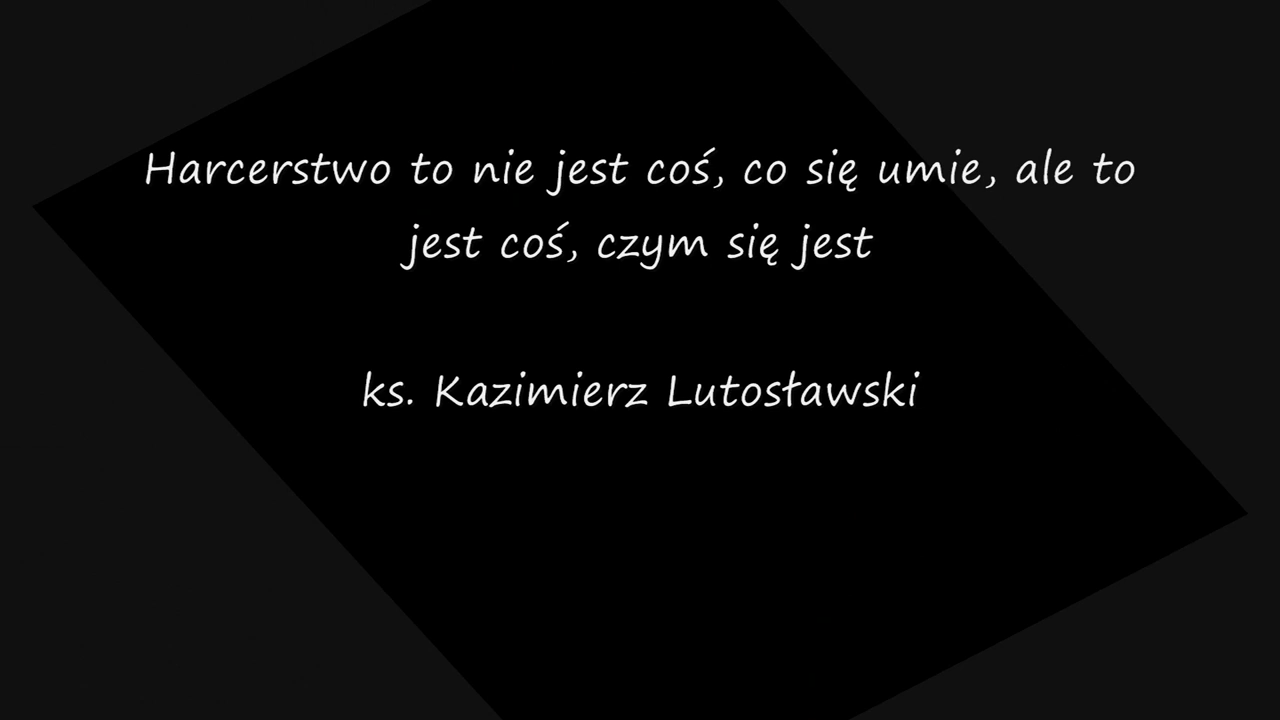 Harcerstwo to nie jest coś, co się umie, ale to
jest coś, czym się jest
ks. Kazimierz Lutosławski